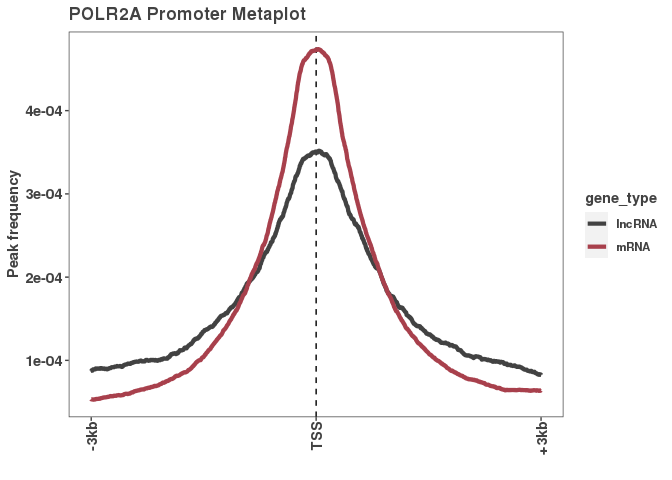 POLR2A Promoter Metaplot
Peak frequency
4e-04
3e-04
2e-04
1e-04
-3kb
TSS
+3kb
gene_type
lncRNA
mRNA